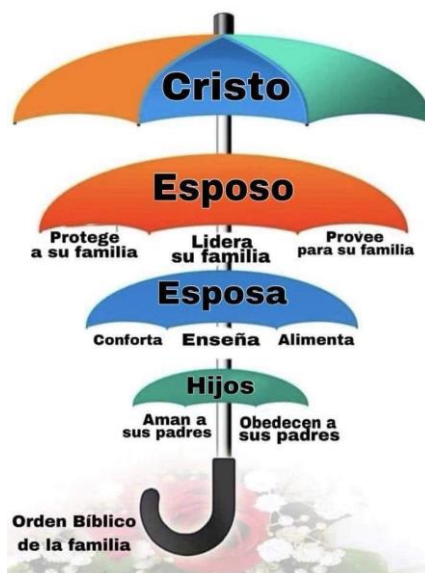 Cristo
Esposo
Protege
a su familia
Lidera
su familia
Provee
para su familia
Esposa
Conforta
Enseña
Alimenta
Hijos
Aman a
sus padres
Obedecen a
sus padres
Orden Bíblico
de la familia